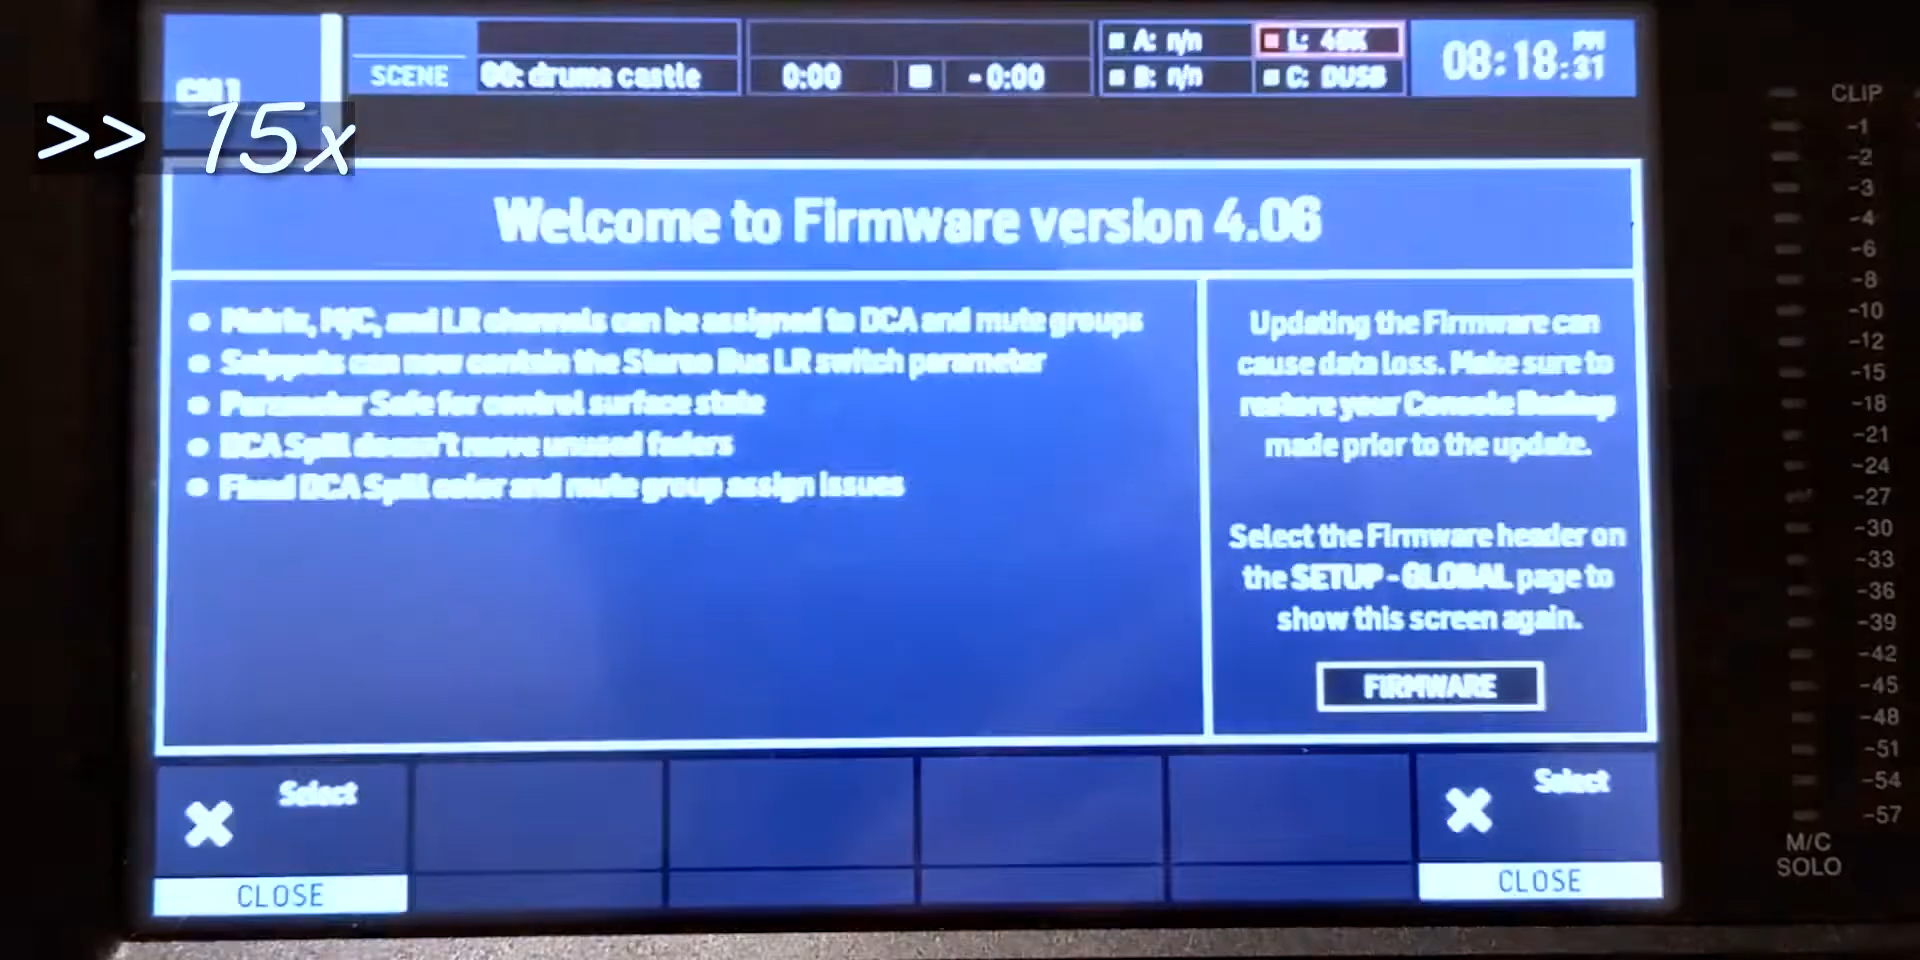 CH 1
SCENE
00: drums castle
0:00
- 0:00
A: n/n
L: 48K
B: n/n
C: DUSB
08:18:31 PM
>> 15x
Welcome to Firmware version 4.06
Matrix, M/C, and LR channels can be assigned to DCA and mute groups
Snippets can now contain the Stereo Bus LR switch parameter
Parameter Safe for control surface state
DCA Spill doesn't move unused faders
Fixed DCA Spill color and mute group assign issues
Updating the Firmware can
cause data loss. Make sure to
restore your Console Backup
made prior to the update.
Select the Firmware header on
the SETUP - GLOBAL page to
show this screen again.
FIRMWARE
Select
CLOSE
Select
CLOSE
CLIP
-1
-2
-3
-4
-6
-8
-10
-12
-15
-18
-21
-24
-27
-30
-33
-36
-39
-42
-45
-48
-51
-54
-57
M/C
SOLO